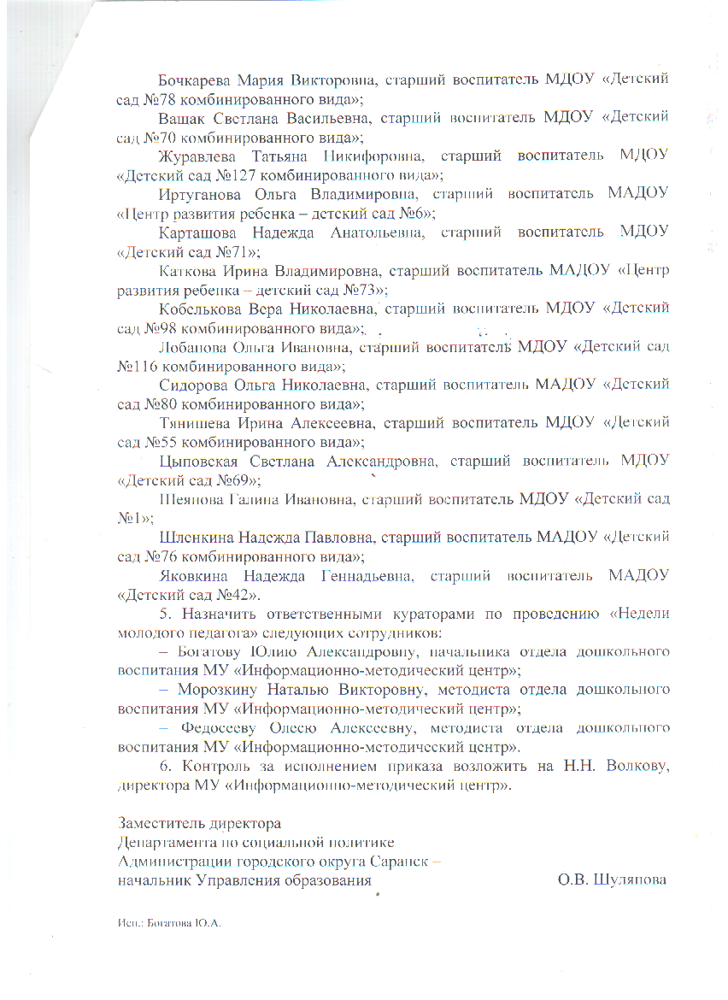 Бочкарева Мария Викторовна, старший воспитатель МДОУ «Детский
сад №78 комбинированного вида»;
Вашак Светлана Васильевна, старший воспитатель МДОУ «Детский
сад №70 комбинированного вида»;
Журавлева Татьяна Никифоровна, старший воспитатель МДОУ
«Детский сад №127 комбинированного вида»;
Иртуганова Ольга Владимировна, старший воспитатель МАДОУ
«Центр развития ребенка – детский сад №6»;
Карташова Надежда Анатольевна, старший воспитатель МДОУ
«Детский сад №71»;
Каткова Ирина Владимировна, старший воспитатель МАДОУ «Центр
развития ребенка – детский сад №73»;
Кобелькова Вера Николаевна, старший воспитатель МДОУ «Детский
сад №98 комбинированного вида»;
Лобанова Ольга Ивановна, старший воспитатель МДОУ «Детский сад
№116 комбинированного вида»;
Сидорова Ольга Николаевна, старший воспитатель МАДОУ «Детский
сад №80 комбинированного вида»;
Тянишева Ирина Алексеевна, старший воспитатель МДОУ «Детский
сад №55 комбинированного вида»;
Цыповская Светлана Александровна, старший воспитатель МДОУ
«Детский сад №69»;
Шеянова Галина Ивановна, старший воспитатель МДОУ «Детский сад
№1»;
Шленкина Надежда Павловна, старший воспитатель МАДОУ «Детский
сад №76 комбинированного вида»;
Яковкина Надежда Геннадьевна, старший воспитатель МАДОУ
«Детский сад №42».
5. Назначить ответственными кураторами по проведению «Недели
молодого педагога» следующих сотрудников:
– Богатову Юлию Александровну, начальника отдела дошкольного
воспитания МУ «Информационно-методический центр»;
– Морозкину Наталью Викторовну, методиста отдела дошкольного
воспитания МУ «Информационно-методический центр»;
– Федосееву Олесю Алексеевну, методиста отдела дошкольного
воспитания МУ «Информационно-методический центр».
6. Контроль за исполнением приказа возложить на Н.Н. Волкову,
директора МУ «Информационно-методический центр».
Заместитель директора
Департамента по социальной политике
Администрации городского округа Саранск –
начальник Управления образования О.В. Шулянова
Исп.: Богатова Ю.А.